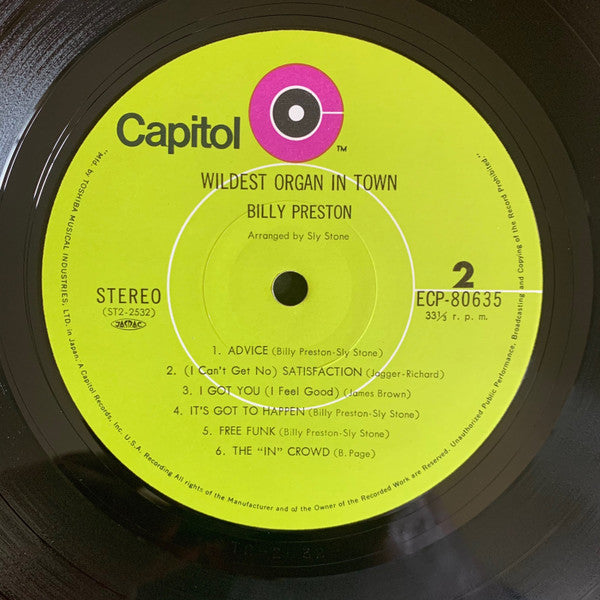 Capitol
TM
WILDEST ORGAN IN TOWN
BILLY PRESTON
Arranged by Sly Stone
STEREO
(ST2-2532)
JASRAC
2
ECP-80635
33⅓ r. p. m.
1. ADVICE (Billy Preston-Sly Stone)
2. (I Can't Get No) SATISFACTION (Jagger-Richard)
3. I GOT YOU (I Feel Good) (James Brown)
4. IT'S GOT TO HAPPEN (Billy Preston-Sly Stone)
5. FREE FUNK (Billy Preston-Sly Stone)
6. THE "IN" CROWD (B. Page)
"Mfd. by TOSHIBA MUSICAL INDUSTRIES, LTD. in Japan, A Capitol Records, Inc. U.S.A. Recording All rights of the Manufacturer and of the Owner of the Recorded Work are Reserved. Unauthorized Public Performance, Broadcasting and Copying of the Record Prohibited."